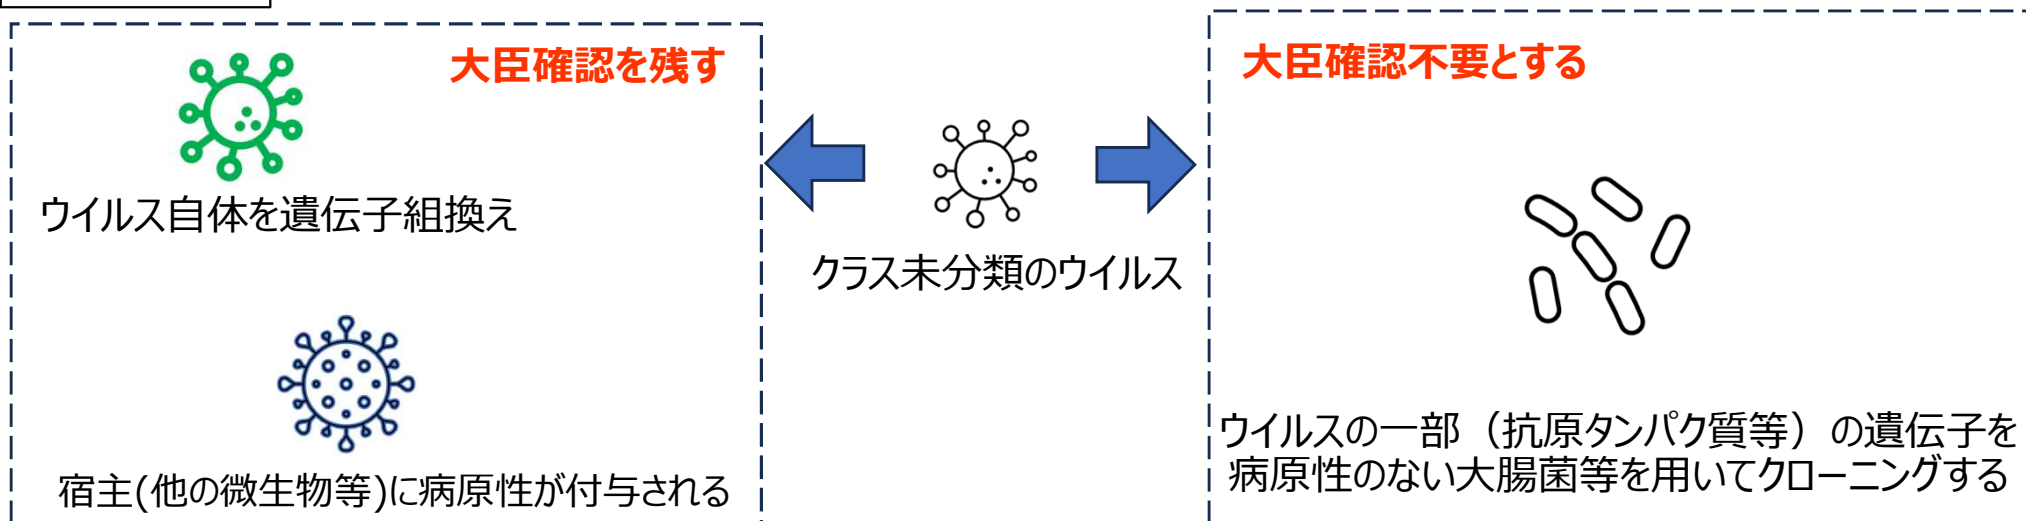 大臣確認を残す
ウイルス自体を遺伝子組換え
宿主(他の微生物等)に病原性が付与される
クラス未分類のウイルス
大臣確認不要とする
ウイルスの一部（抗原タンパク質等）の遺伝子を
病原性のない大腸菌等を用いてクローニングする